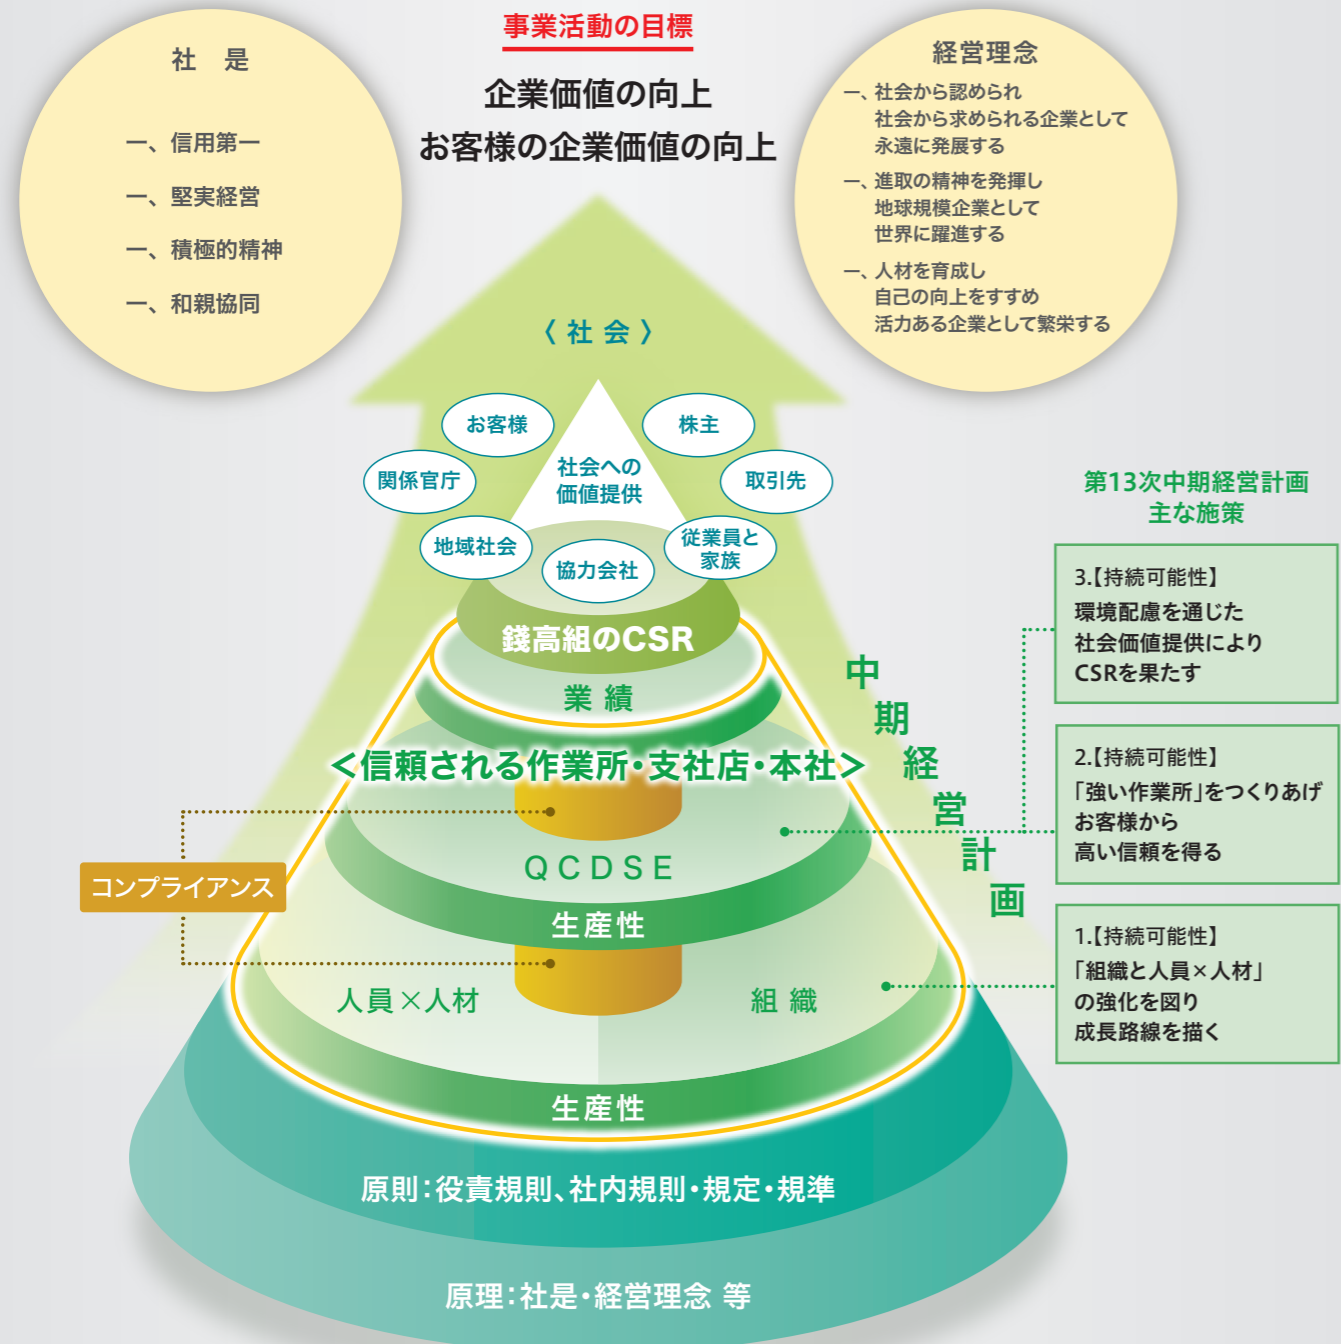 社 是
一、信用第一
一、堅実経営
一、積極的精神
一、和親協同
事業活動の目標
企業価値の向上
お客様の企業価値の向上
経営理念
一、社会から認められ
社会から求められる企業として
永遠に発展する
一、進取の精神を発揮し
地球規模企業として
世界に躍進する
一、人材を育成し
自己の向上をすすめ
活力ある企業として繁栄する
〈 社 会 〉
お客様
株主
関係官庁
社会への
価値提供
取引先
地域社会
協力会社
従業員と
家族
錢高組のCSR
業 績
<信頼される作業所・支社店・本社>
QCDSE
生産性
コンプライアンス
人員×人材
組 織
生産性
原則:役責規則、社内規則・規定・規準
原理:社是・経営理念 等
中期経営計画
第13次中期経営計画
主な施策
3.【持続可能性】
環境配慮を通じた
社会価値提供により
CSRを果たす
2.【持続可能性】
「強い作業所」をつくりあげ
お客様から
高い信頼を得る
1.【持続可能性】
「組織と人員×人材」
の強化を図り
成長路線を描く